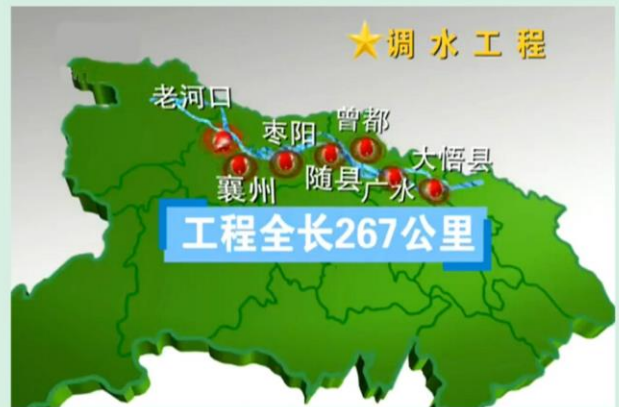 调水工程
老河口
枣阳
曾都
大悟县
襄州
随县
广水
工程全长267公里